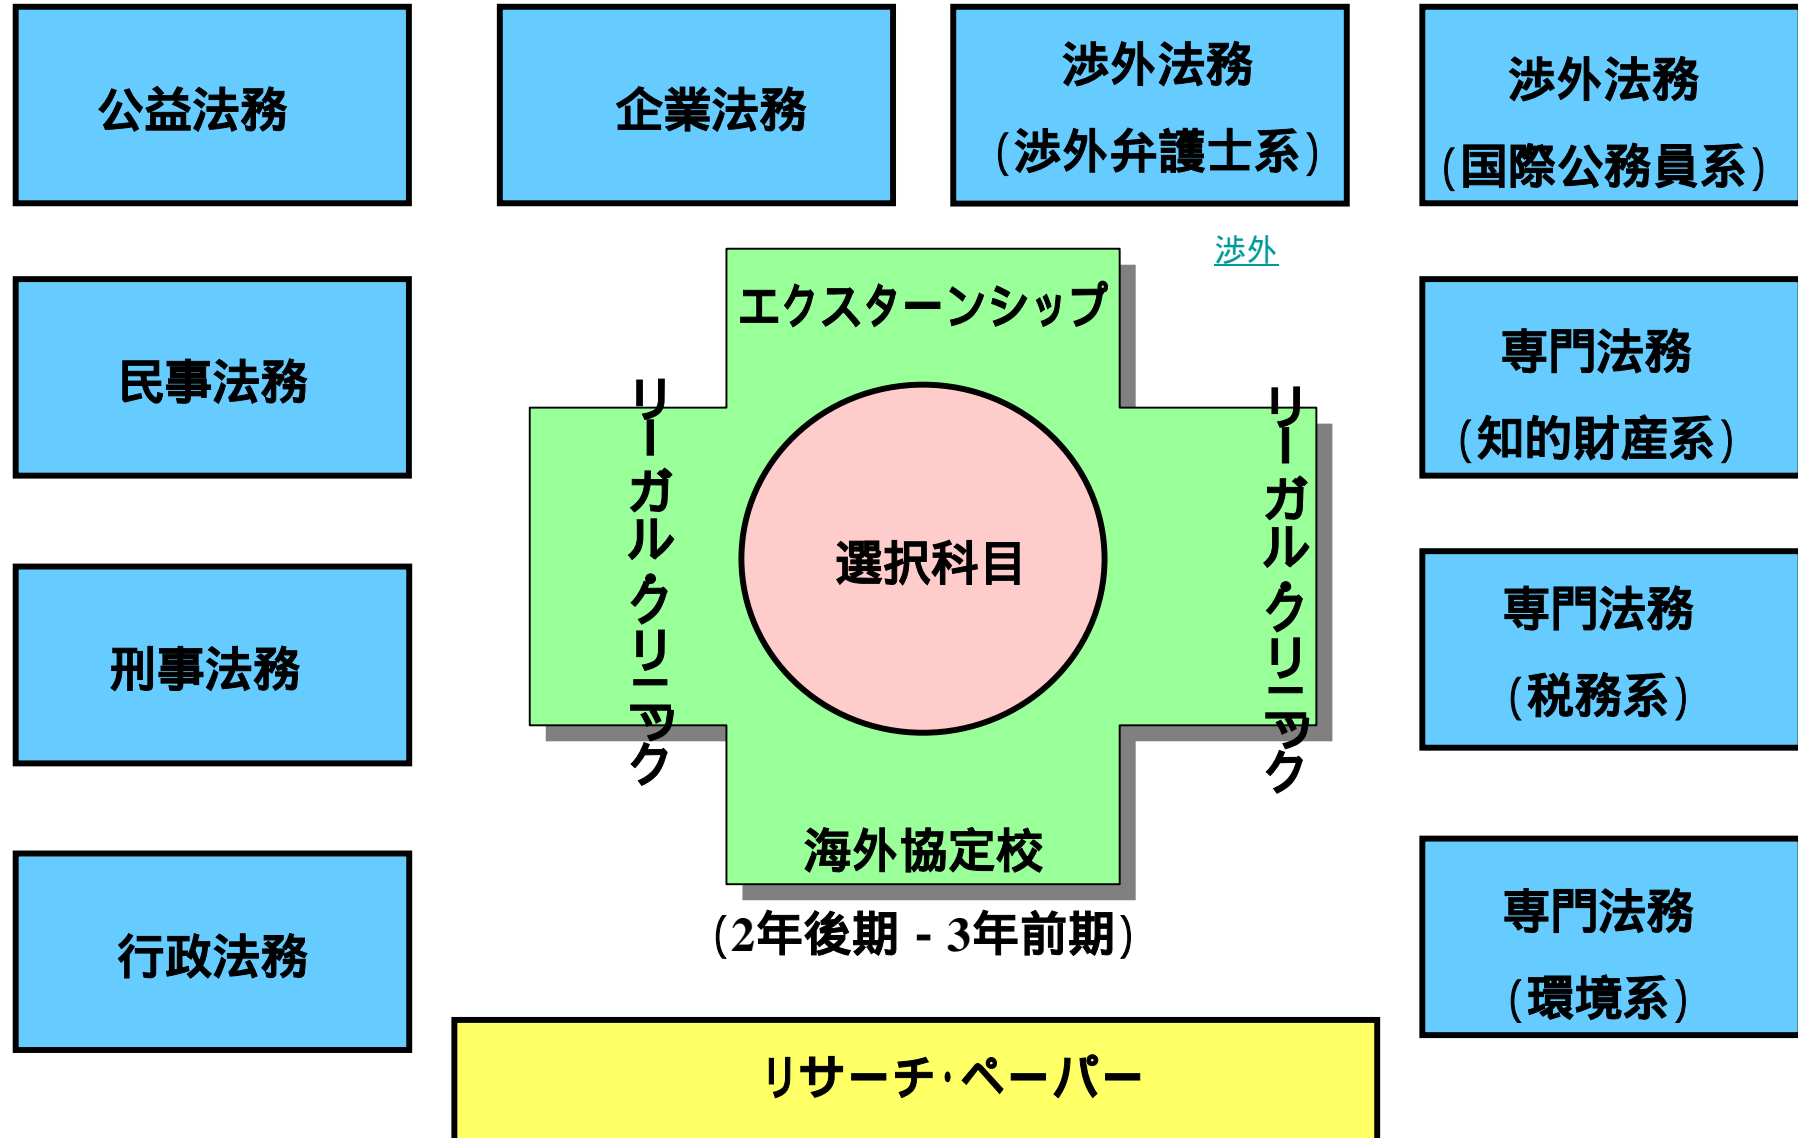 公益法務
企業法務
渉外法務
(渉外弁護士系)
渉外法務
(国際公務員系)
渉外
民事法務
エクスターンシップ
専門法務
(知的財産系)
リーガル・クリニック
選択科目
リーガル・クリニック
刑事法務
専門法務
(税務系)
海外協定校
(2年後期 - 3年前期)
行政法務
専門法務
(環境系)
リサーチ・ペーパー